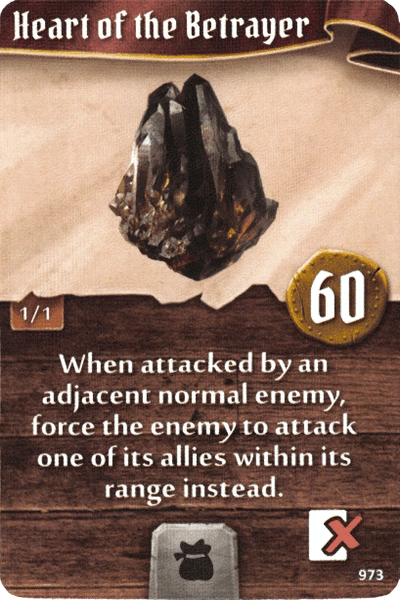 Heart of the Betrayer
60
1/1
When attacked by an
adjacent normal enemy,
force the enemy to attack
one of its allies within its
range instead.
973